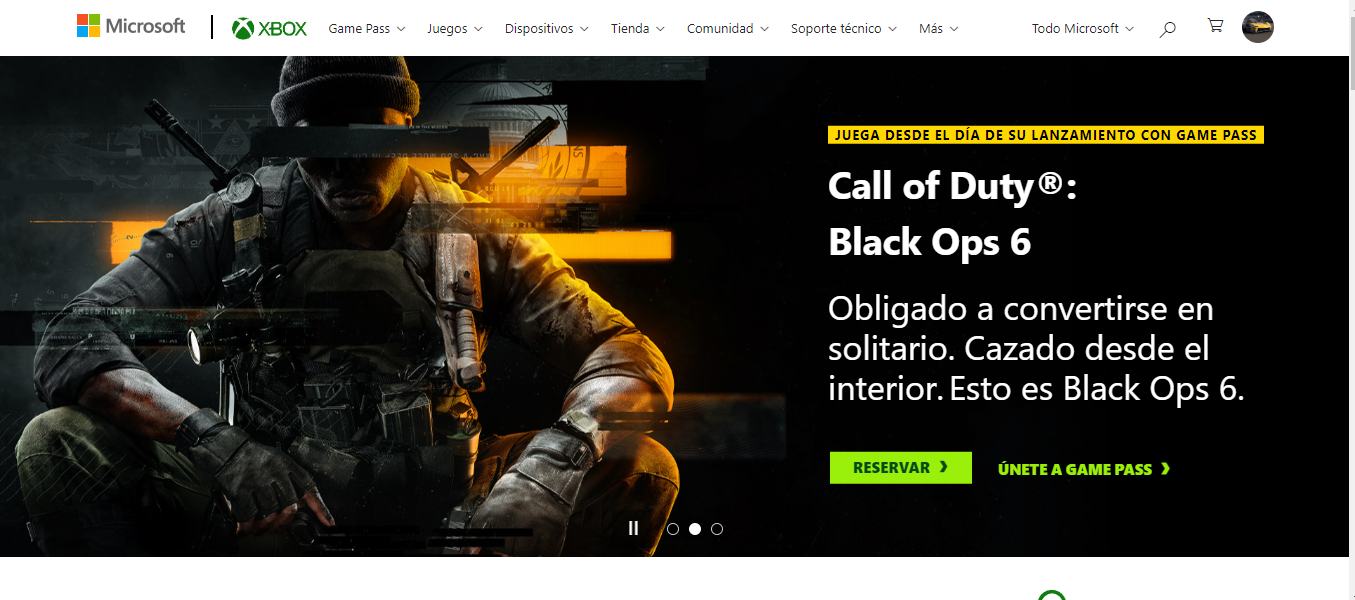 Microsoft
XBOX
Game Pass
Juegos
Dispositivos
Tienda
Comunidad
Soporte técnico
Más
Todo Microsoft
JUEGA DESDE EL DÍA DE SU LANZAMIENTO CON GAME PASS
Call of Duty®:
Black Ops 6
Obligado a convertirse en
solitario. Cazado desde el
interior. Esto es Black Ops 6.
RESERVAR
ÚNETE A GAME PASS